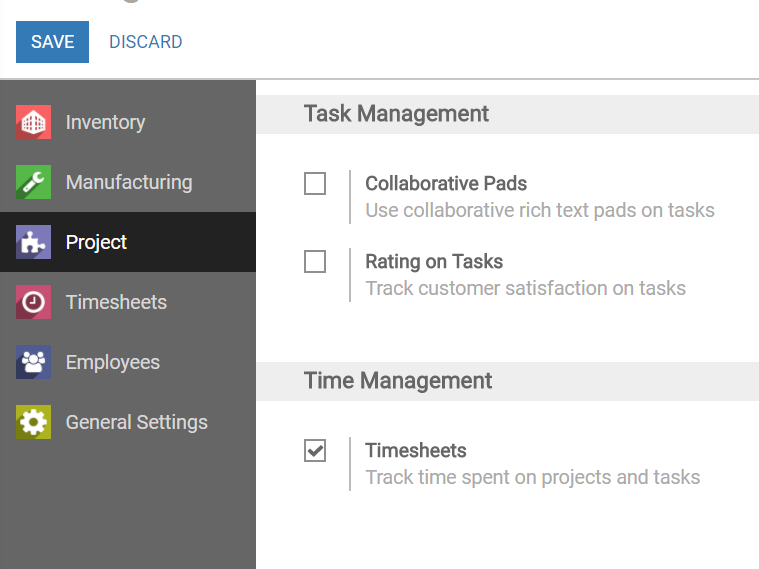 SAVE DISCARD
Inventory
Manufacturing
Project
Timesheets
Employees
General Settings
Task Management
Collaborative Pads
Use collaborative rich text pads on tasks
Rating on Tasks
Track customer satisfaction on tasks
Time Management
Timesheets
Track time spent on projects and tasks